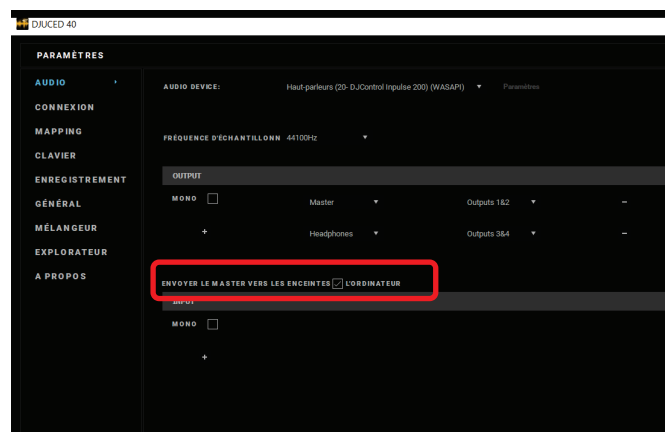 DJUCED 40
PARAMÈTRES
AUDIO
CONNEXION
MAPPING
CLAVIER
ENREGISTREMENT
GÉNÉRAL
MÉLANGEUR
EXPLORATEUR
A PROPOS
AUDIO DEVICE: Haut-parleurs (20- DJControl Inpulse 200) (WASAPI) Paramètres
FRÉQUENCE D'ÉCHANTILLONN 44100Hz
OUTPUT
MONO Master Outputs 1&2 −
+ Headphones Outputs 3&4 −
ENVOYER LE MASTER VERS LES ENCEINTES L'ORDINATEUR
INPUT
MONO
+